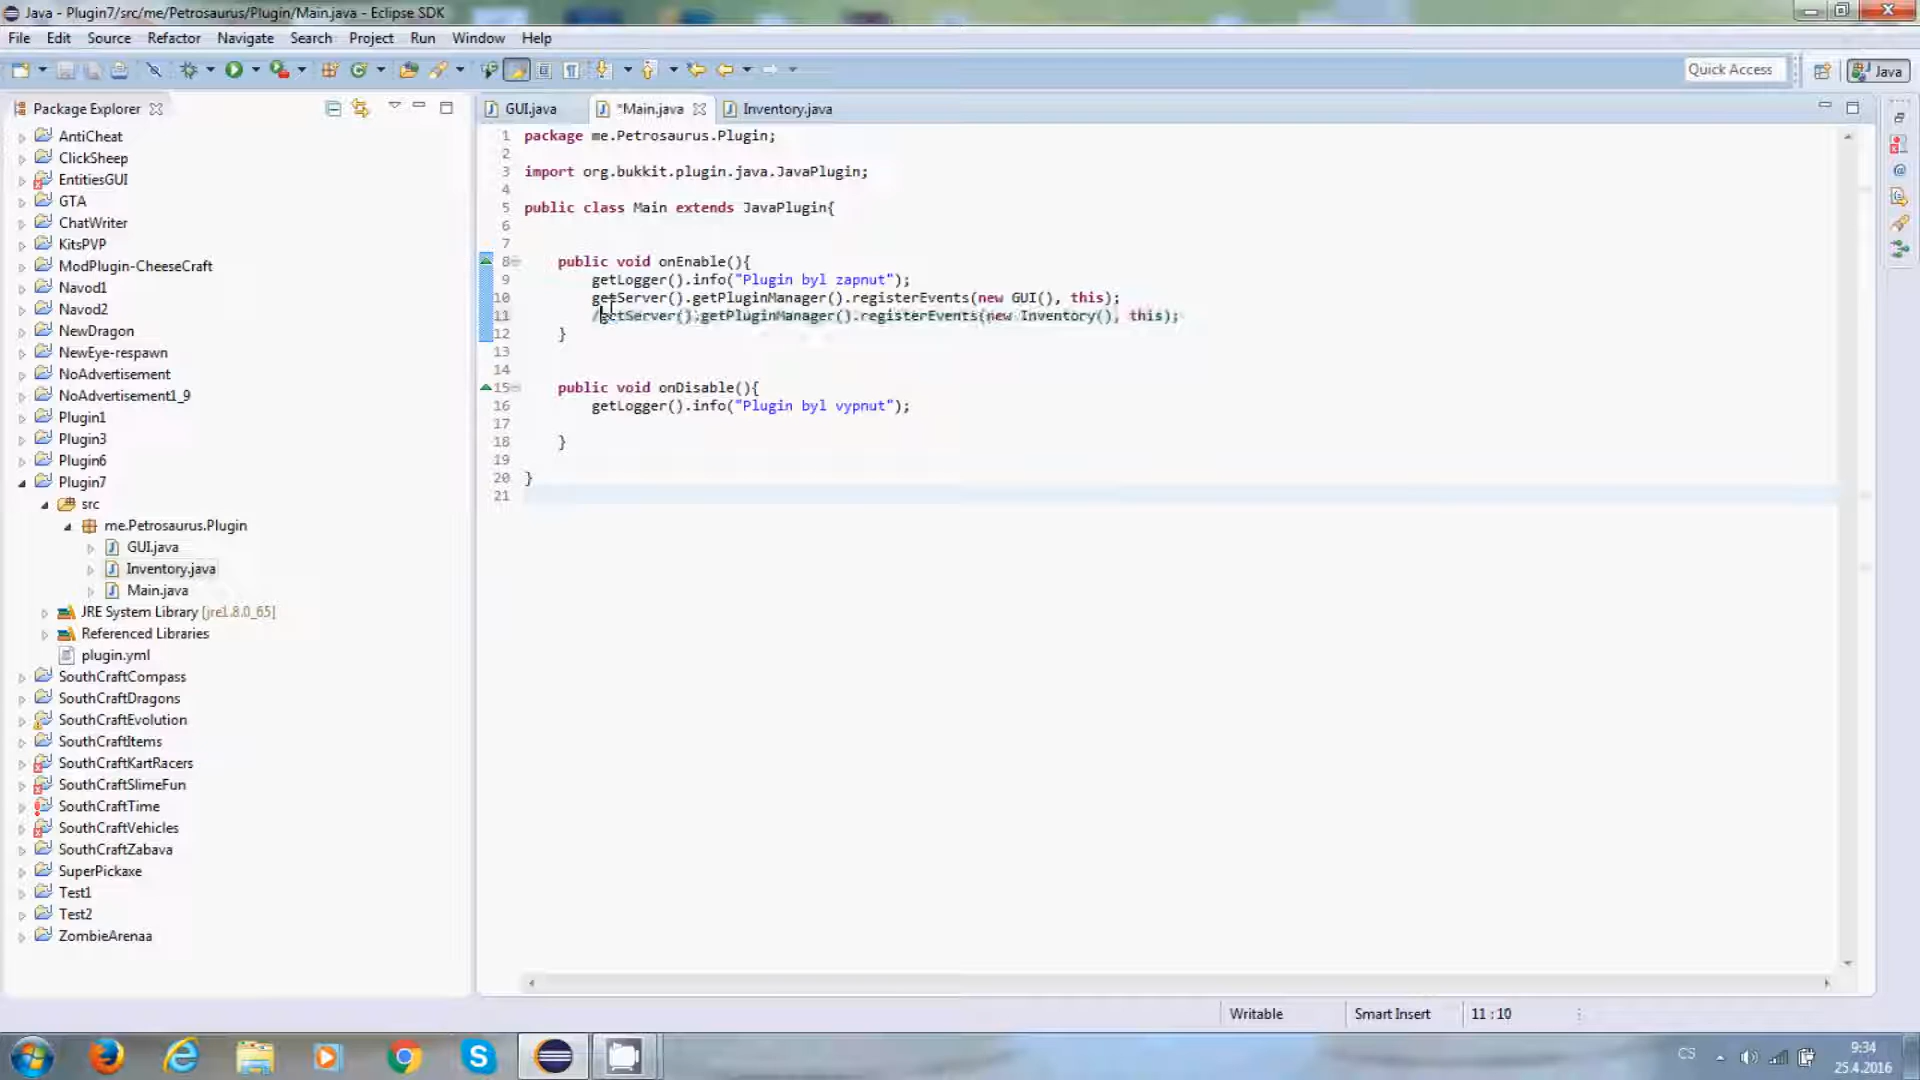 Java - Plugin7/src/me/Petrosaurus/Plugin/Main.java - Eclipse SDK
File Edit Source Refactor Navigate Search Project Run Window Help
Quick Access
Java
Package Explorer
GUI.java
*Main.java
Inventory.java
AntiCheat
ClickSheep
EntitiesGUI
GTA
ChatWriter
KitsPVP
ModPlugin-CheeseCraft
Navod1
Navod2
NewDragon
NewEye-respawn
NoAdvertisement
NoAdvertisement1_9
Plugin1
Plugin3
Plugin6
Plugin7
src
me.Petrosaurus.Plugin
GUI.java
Inventory.java
Main.java
JRE System Library [jre1.8.0_65]
Referenced Libraries
plugin.yml
SouthCraftCompass
SouthCraftDragons
SouthCraftEvolution
SouthCraftItems
SouthCraftKartRacers
SouthCraftSlimeFun
SouthCraftTime
SouthCraftVehicles
SouthCraftZabava
SuperPickaxe
Test1
Test2
ZombieArenaa
1 package me.Petrosaurus.Plugin;
2
3 import org.bukkit.plugin.java.JavaPlugin;
4
5 public class Main extends JavaPlugin{
6
7
8 public void onEnable(){
9 getLogger().info("Plugin byl zapnut");
10 getServer().getPluginManager().registerEvents(new GUI(), this);
11 /getServer().getPluginManager().registerEvents(new Inventory(), this);
12 }
13
14
15 public void onDisable(){
16 getLogger().info("Plugin byl vypnut");
17
18 }
19
20 }
21
Writable
Smart Insert
11 : 10
CS
9:34
25.4.2016